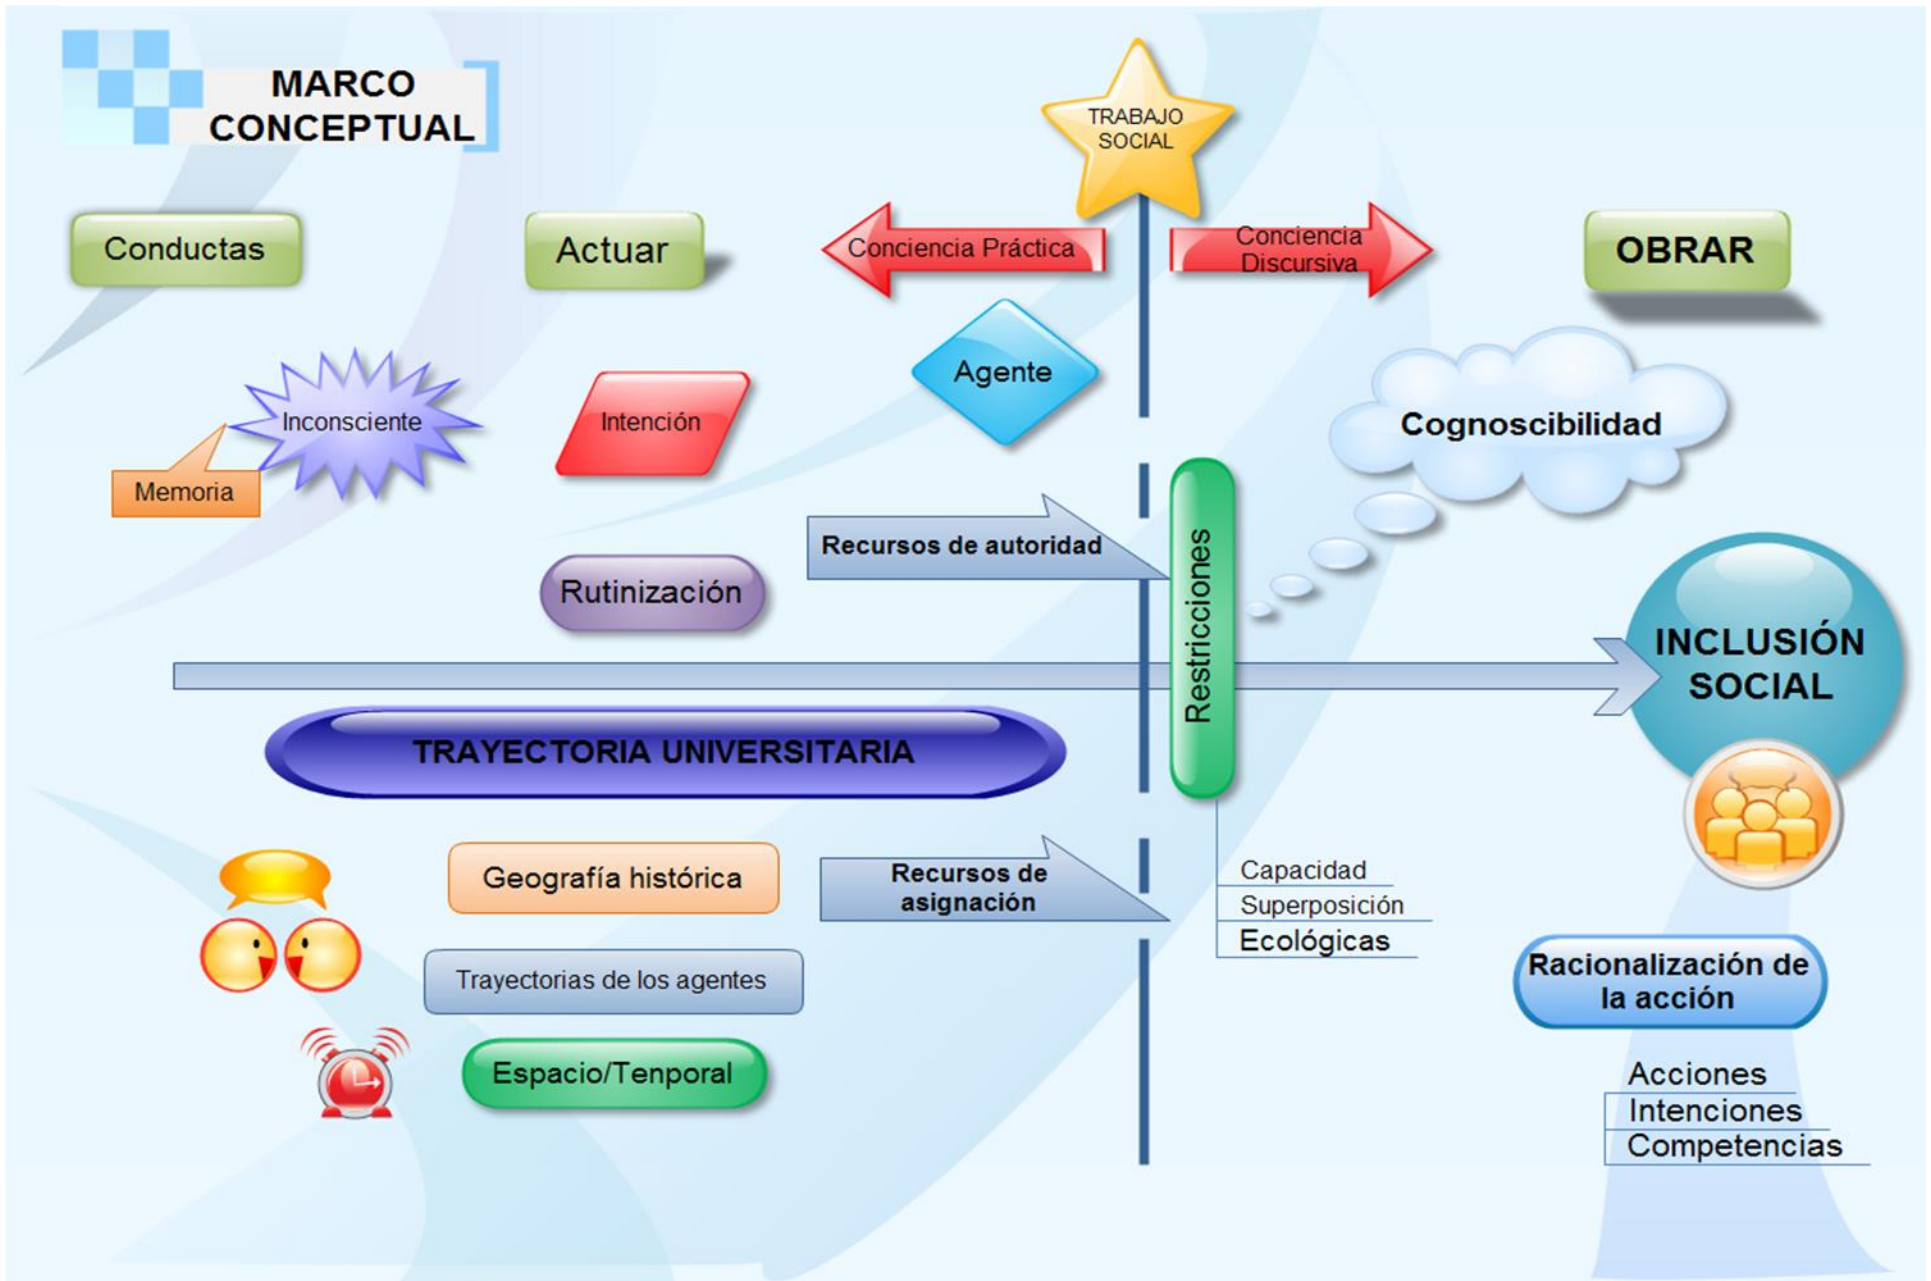 MARCO
CONCEPTUAL
TRABAJO
SOCIAL
Conductas
Actuar
Conciencia Práctica
Conciencia
Discursiva
OBRAR
Inconsciente
Memoria
Intención
Agente
Cognoscibilidad
Recursos de autoridad
Rutinización
Restricciones
INCLUSIÓN
SOCIAL
TRAYECTORIA UNIVERSITARIA
Geografía histórica
Recursos de
asignación
Capacidad
Superposición
Ecológicas
Trayectorias de los agentes
Racionalización de
la acción
Espacio/Tenporal
Acciones
Intenciones
Competencias